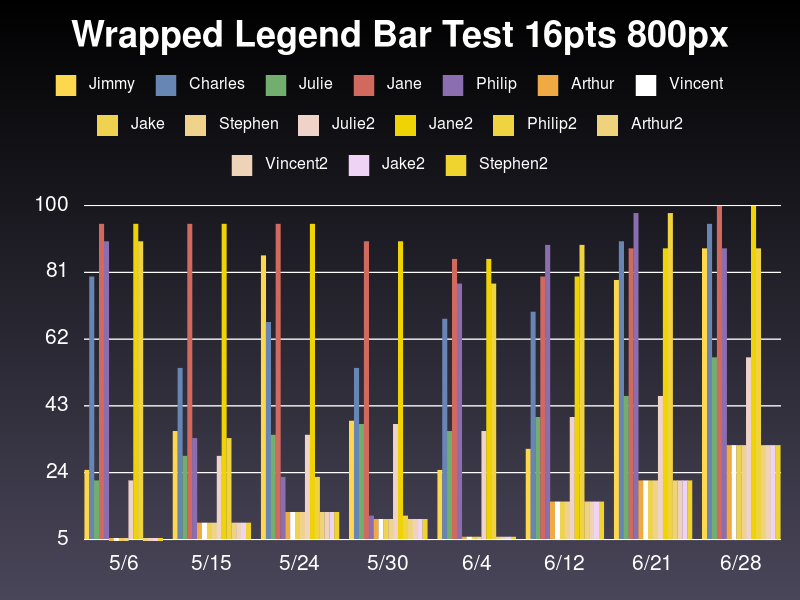 Wrapped Legend Bar Test 16pts 800px
Jimmy Charles Julie Jane Philip Arthur Vincent
Jake Stephen Julie2 Jane2 Philip2 Arthur2
Vincent2 Jake2 Stephen2
100
81
62
43
24
5
5/6 5/15 5/24 5/30 6/4 6/12 6/21 6/28